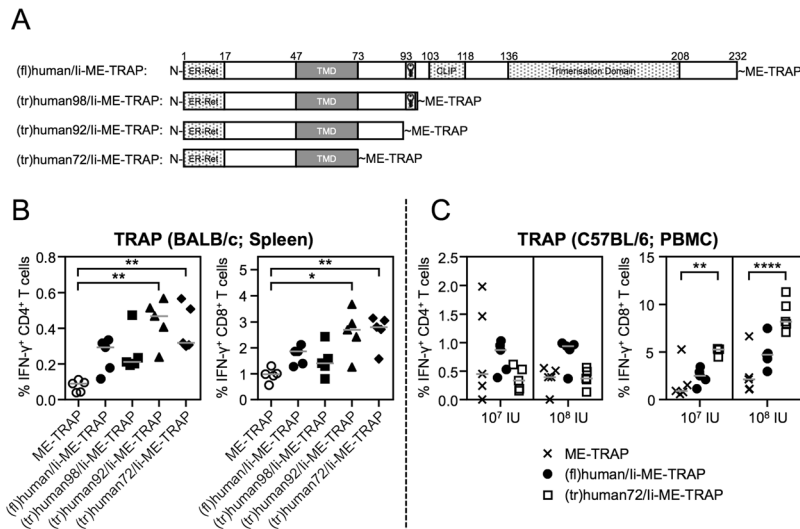 A
1 17 47 73 93 103 118 136 208 232
(fl)human/Ii-ME-TRAP: N- ER-Ret TMD CLIP Trimerisation Domain ~ME-TRAP
(tr)human98/Ii-ME-TRAP: N- ER-Ret TMD ~ME-TRAP
(tr)human92/Ii-ME-TRAP: N- ER-Ret TMD ~ME-TRAP
(tr)human72/Ii-ME-TRAP: N- ER-Ret TMD ~ME-TRAP
B
TRAP (BALB/c; Spleen)
% IFN-γ⁺ CD4⁺ T cells
0.8
0.6
0.4
0.2
0.0
**
**
ME-TRAP
(fl)human/Ii-ME-TRAP
(tr)human98/Ii-ME-TRAP
(tr)human92/Ii-ME-TRAP
(tr)human72/Ii-ME-TRAP
% IFN-γ⁺ CD8⁺ T cells
5
4
3
2
1
0
**
*
ME-TRAP
(fl)human/Ii-ME-TRAP
(tr)human98/Ii-ME-TRAP
(tr)human92/Ii-ME-TRAP
(tr)human72/Ii-ME-TRAP
C
TRAP (C57BL/6; PBMC)
% IFN-γ⁺ CD4⁺ T cells
2.5
2.0
1.5
1.0
0.5
0.0
10⁷ IU 10⁸ IU
% IFN-γ⁺ CD8⁺ T cells
15
10
5
0
** ****
10⁷ IU 10⁸ IU
× ME-TRAP
● (fl)human/Ii-ME-TRAP
□ (tr)human72/Ii-ME-TRAP